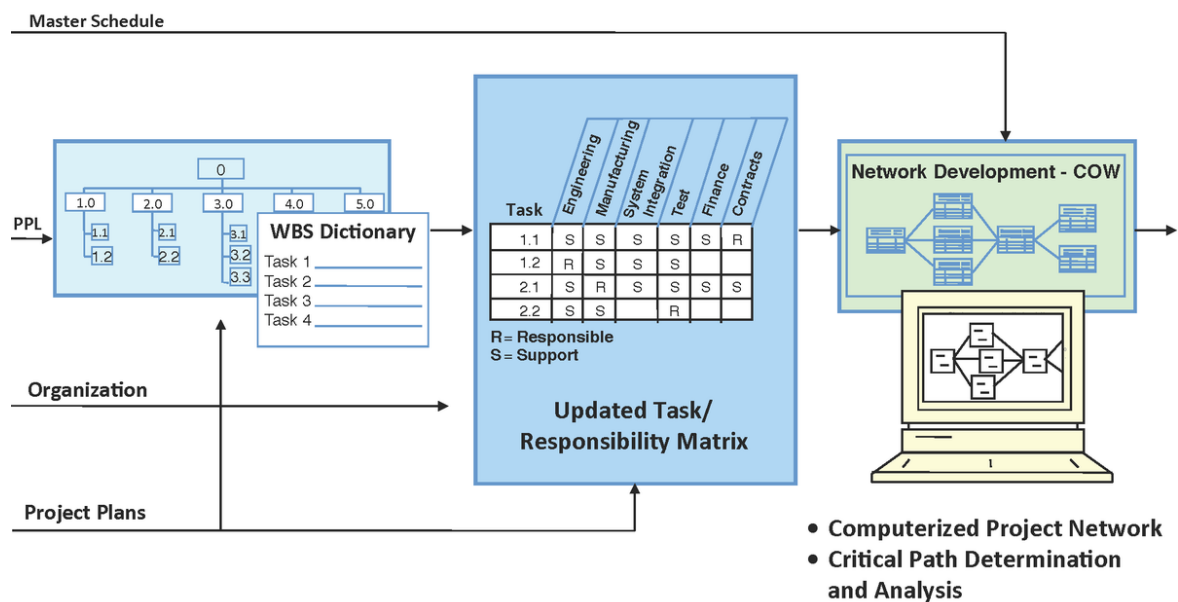 Master Schedule
PPL
0
1.0 2.0 3.0 4.0 5.0
1.1 2.1 3.1
1.2 2.2 3.2
3.3
WBS Dictionary
Task 1
Task 2
Task 3
Task 4
Organization
Project Plans
Task Engineering Manufacturing System Integration Test Finance Contracts
1.1 S S S S S R
1.2 R S S S
2.1 S R S S S S
2.2 S S R
R= Responsible
S= Support
Updated Task/
Responsibility Matrix
Network Development - COW
• Computerized Project Network
• Critical Path Determination
and Analysis